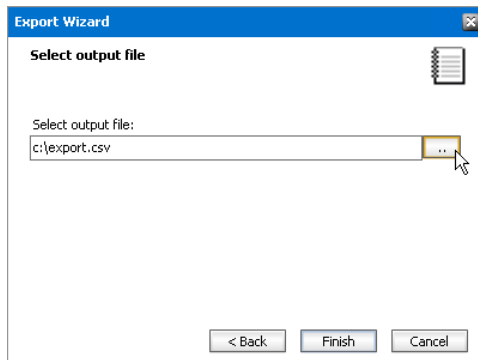 Export Wizard
Select output file
Select output file:
c:\export.csv
..
< Back
Finish
Cancel